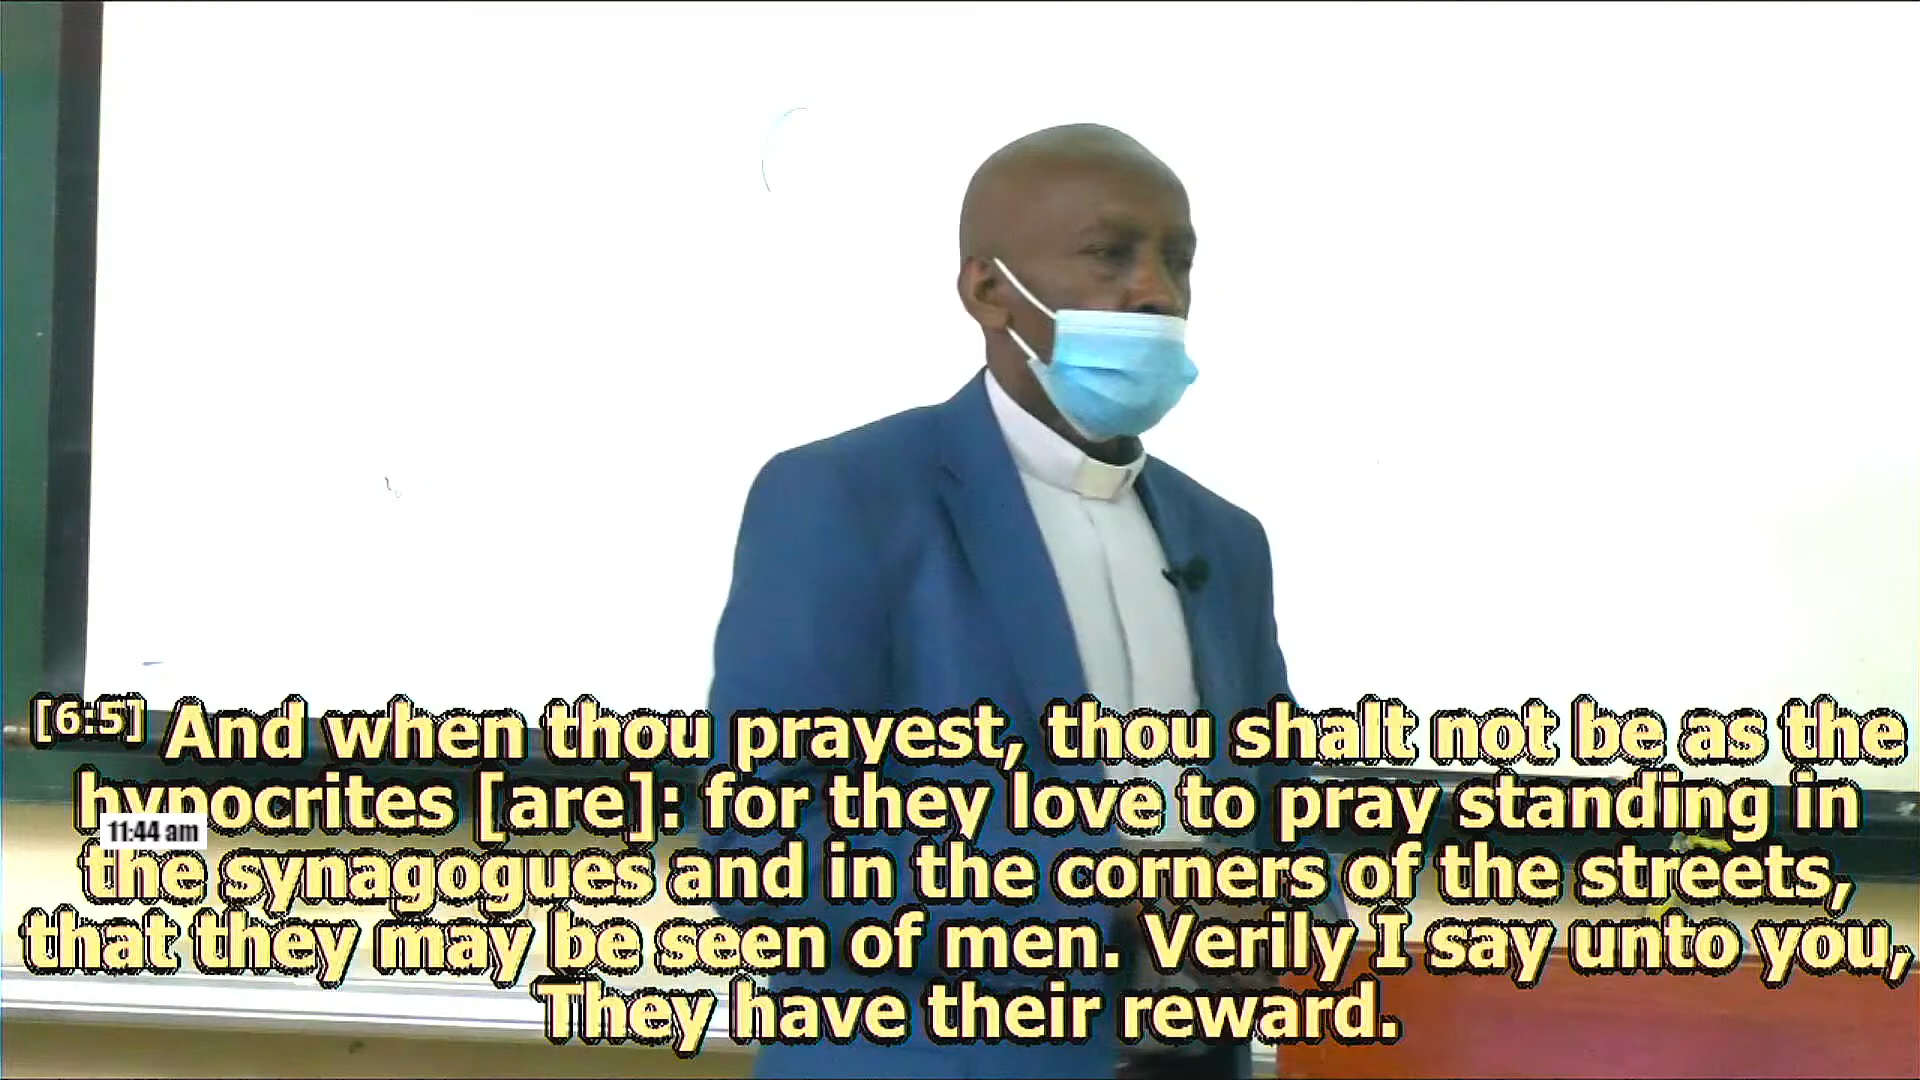 [6:5] And when thou prayest, thou shalt not be as the
hypocrites [are]: for they love to pray standing in
11:44 am
the synagogues and in the corners of the streets,
that they may be seen of men. Verily I say unto you,
They have their reward.